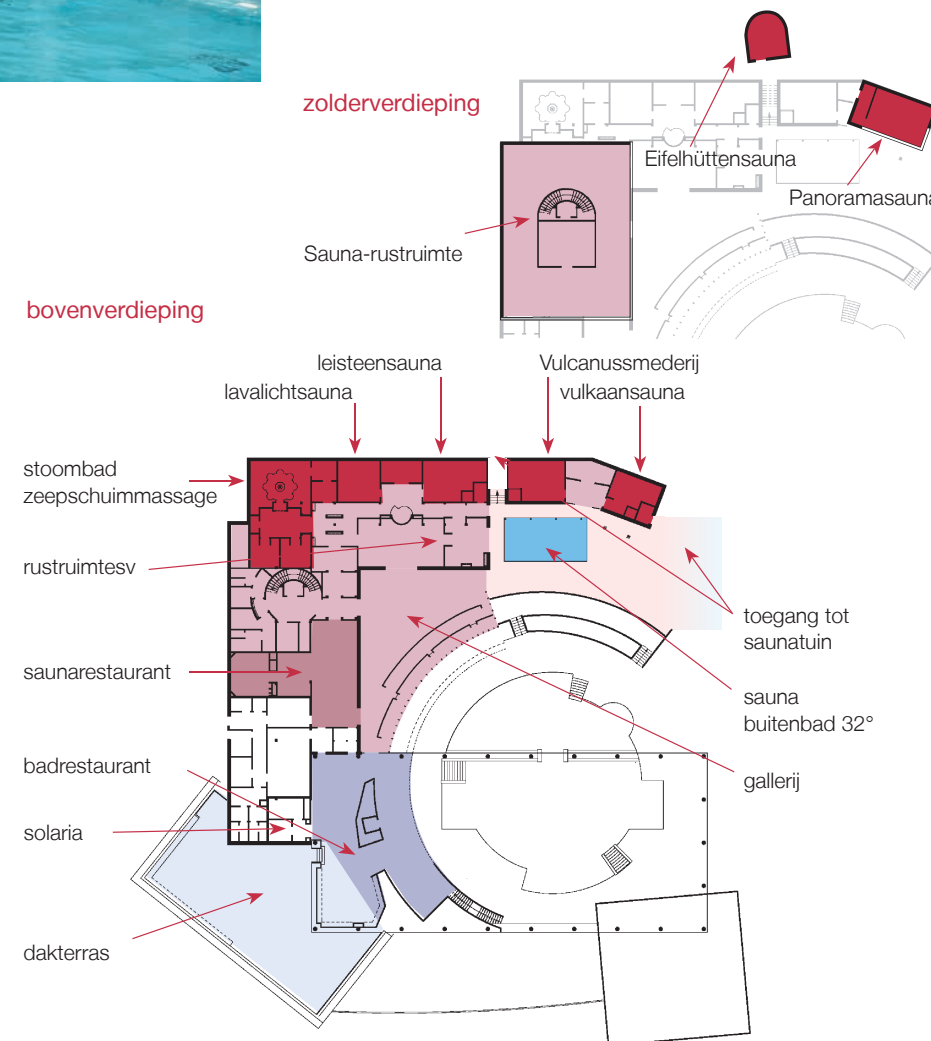 zolderverdieping
Eifelhüttensauna
Panoramasauna
Sauna-rustruimte
bovenverdieping
leisteensauna
Vulcanussmederij
lavalichtsauna
vulkaansauna
stoombad
zeepschuimmassage
rustruimtesv
toegang tot
saunatuin
saunarestaurant
sauna
buitenbad 32°
badrestaurant
gallerij
solaria
dakterras